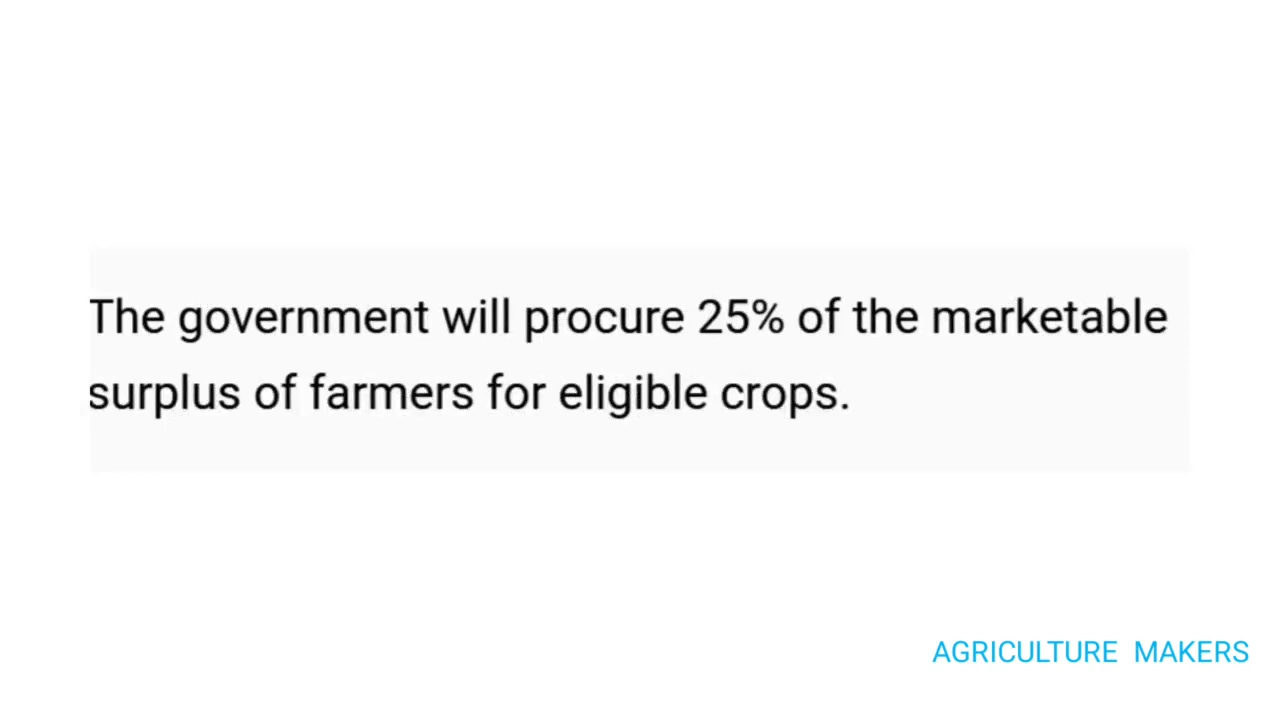 The government will procure 25% of the marketable
surplus of farmers for eligible crops.
AGRICULTURE MAKERS